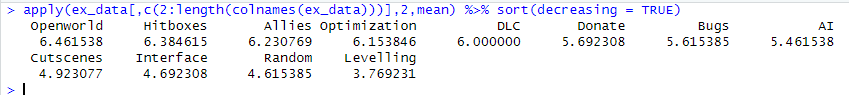 > apply(ex_data[,c(2:length(colnames(ex_data)))],2,mean) %>% sort(decreasing = TRUE)
Openworld Hitboxes Allies Optimization DLC Donate Bugs AI
6.461538 6.384615 6.230769 6.153846 6.000000 5.692308 5.615385 5.461538
Cutscenes Interface Random Levelling
4.923077 4.692308 4.615385 3.769231
>